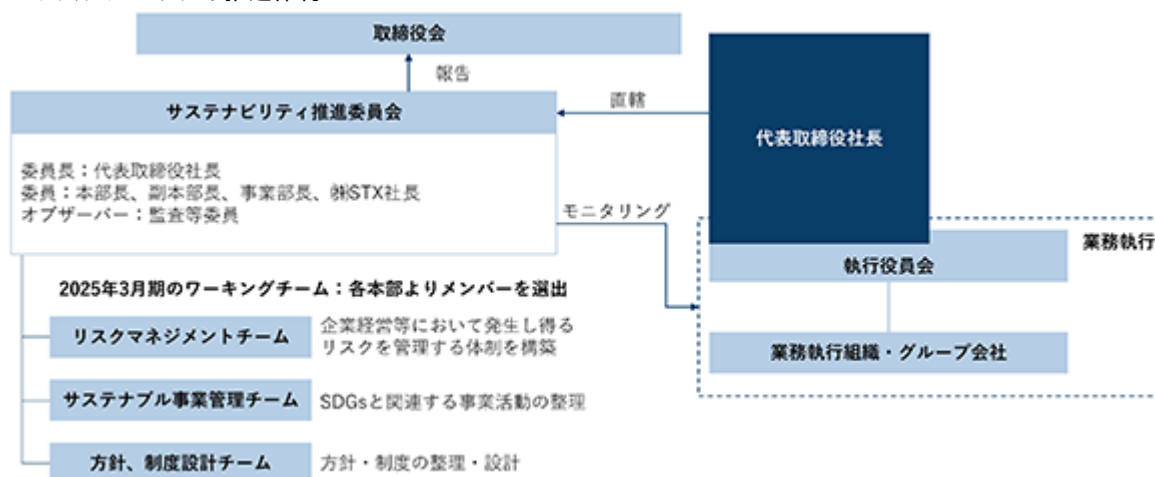 取締役会
報告
サステナビリティ推進委員会
直轄
代表取締役社長
委員長：代表取締役社長
委員：本部長、副本部長、事業部長、㈱STX社長
オブザーバー：監査等委員
モニタリング
業務執行
執行役員会
業務執行組織・グループ会社
2025年3月期のワーキングチーム：各本部よりメンバーを選出
リスクマネジメントチーム
企業経営等において発生し得る
リスクを管理する体制を構築
サステナブル事業管理チーム
SDGsと関連する事業活動の整理
方針、制度設計チーム
方針・制度の整理・設計